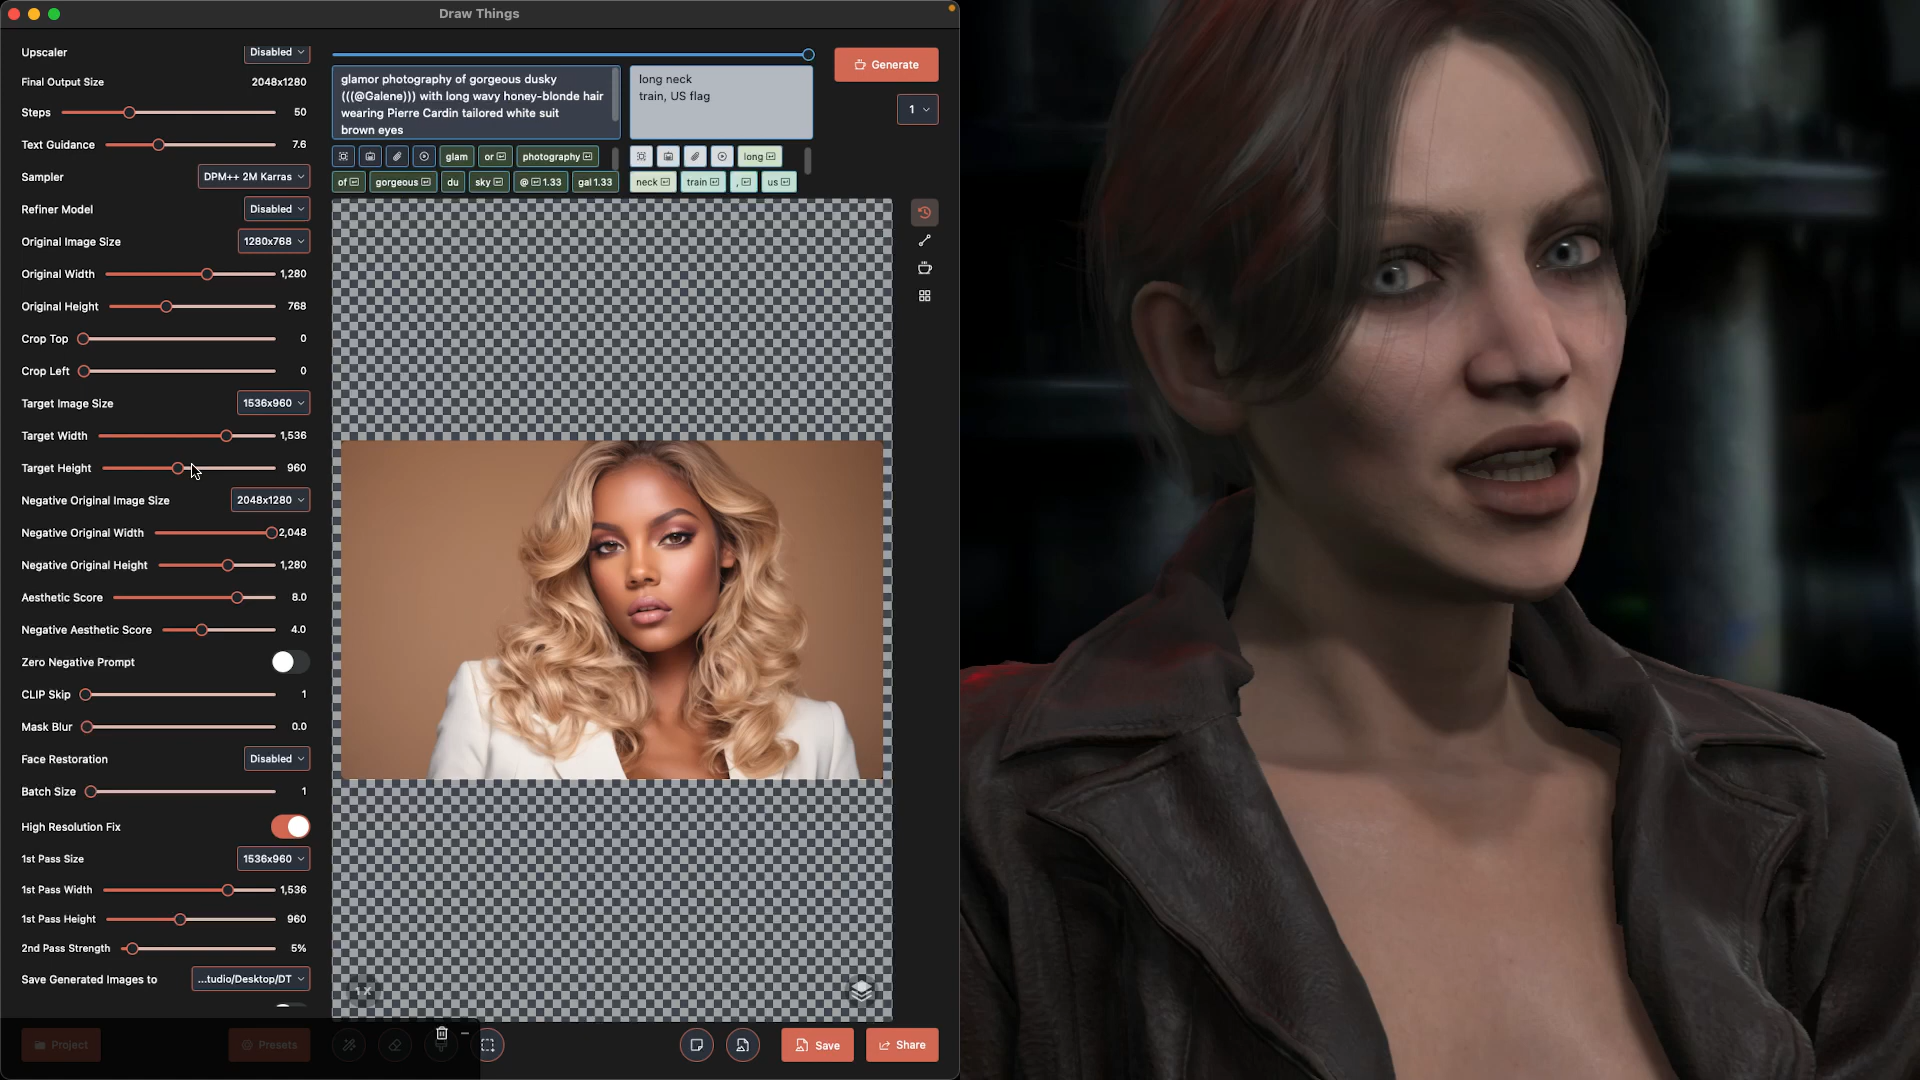 Draw Things
Upscaler
Disabled
Final Output Size
2048x1280
Steps
50
Text Guidance
7.6
Sampler
DPM++ 2M Karras
Refiner Model
Disabled
Original Image Size
1280x768
Original Width
1,280
Original Height
768
Crop Top
0
Crop Left
0
Target Image Size
1536x960
Target Width
1,536
Target Height
960
Negative Original Image Size
2048x1280
Negative Original Width
2,048
Negative Original Height
1,280
Aesthetic Score
8.0
Negative Aesthetic Score
4.0
Zero Negative Prompt
CLIP Skip
1
Mask Blur
0.0
Face Restoration
Disabled
Batch Size
1
High Resolution Fix
1st Pass Size
1536x960
1st Pass Width
1,536
1st Pass Height
960
2nd Pass Strength
5%
Save Generated Images to
...tudio/Desktop/DT
Project
Presets
glamor photography of gorgeous dusky
(((@Galene))) with long wavy honey-blonde hair
wearing Pierre Cardin tailored white suit
brown eyes
long neck
train, US flag
Generate
1
glam or photography
of gorgeous du sky @ 1.33 gal 1.33
long
neck train , us
1 X
Save
Share